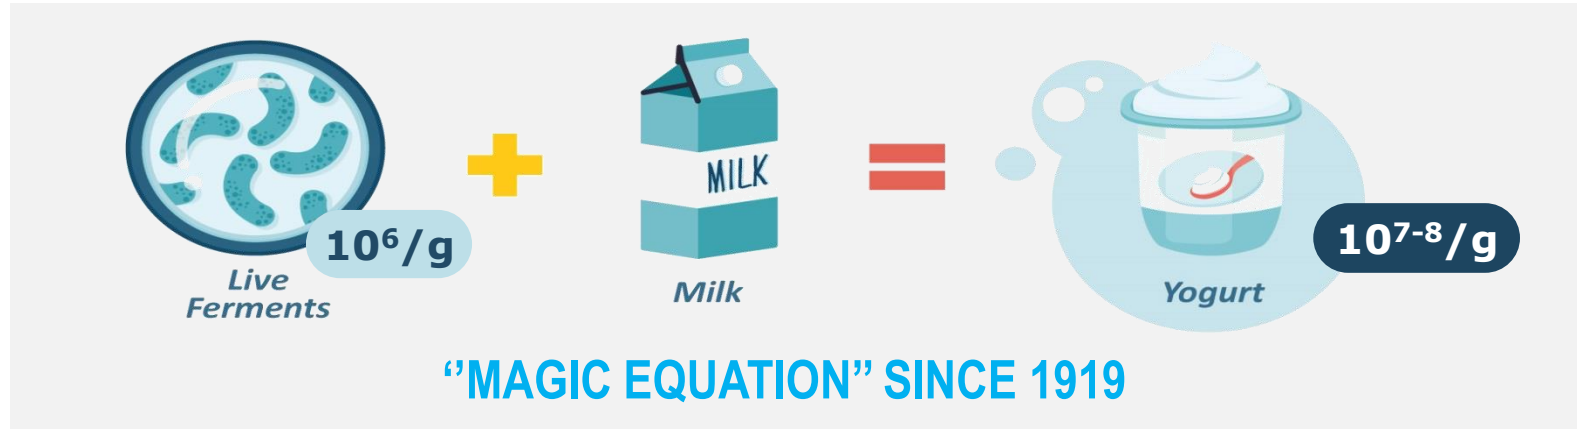 MILK
10⁶/g
10⁷⁻⁸/g
Live
Ferments
Milk
Yogurt
‘’MAGIC EQUATION’’ SINCE 1919